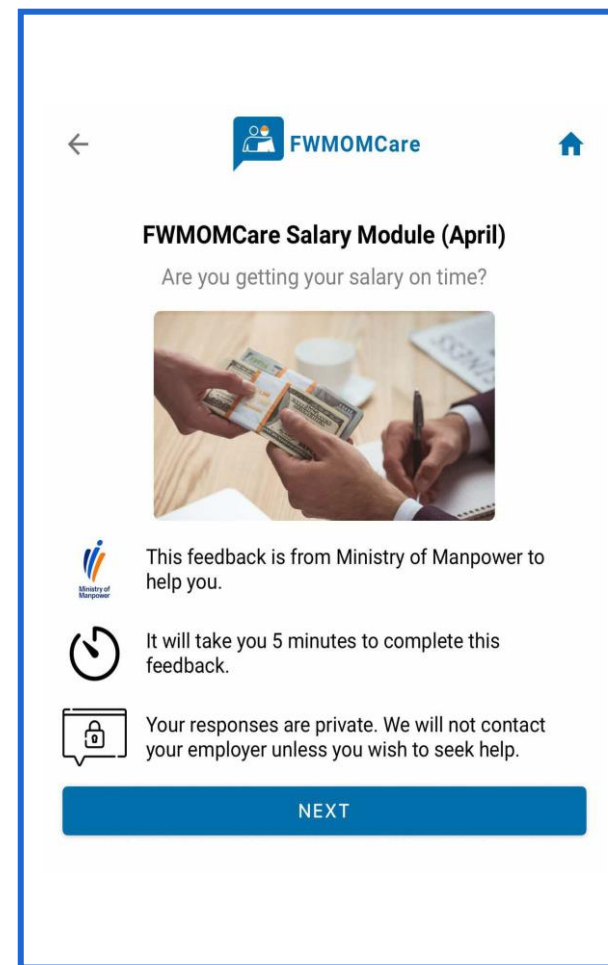 FWMOMCare
FWMOMCare Salary Module (April)
Are you getting your salary on time?
Ministry of
Manpower
This feedback is from Ministry of Manpower to
help you.
It will take you 5 minutes to complete this
feedback.
Your responses are private. We will not contact
your employer unless you wish to seek help.
NEXT